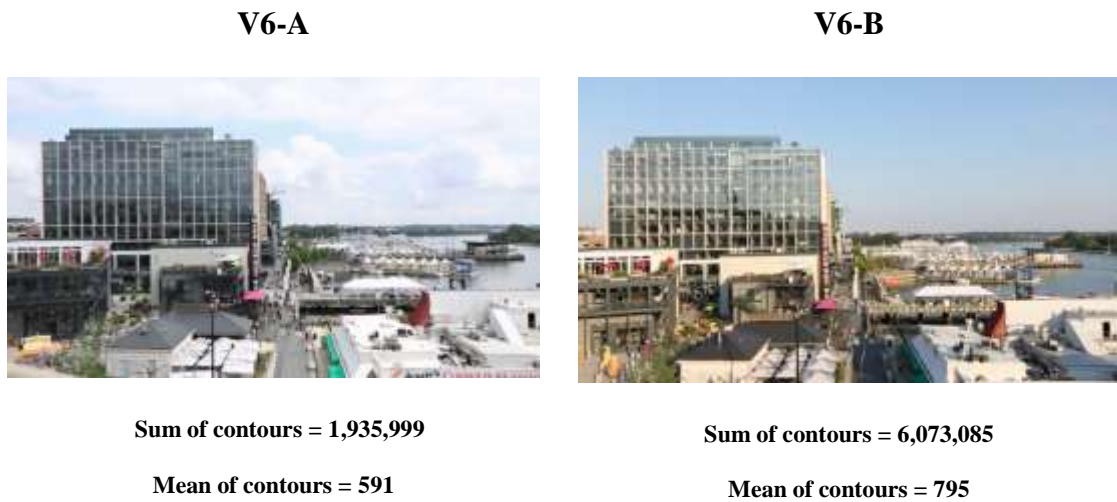 V6-A
V6-B
Sum of contours = 1,935,999
Sum of contours = 6,073,085
Mean of contours = 591
Mean of contours = 795